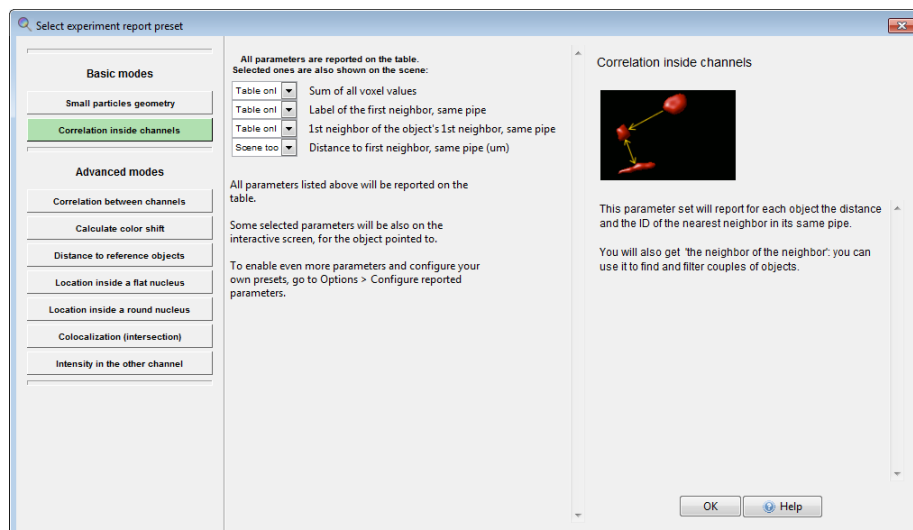 Select experiment report preset
Basic modes
Small particles geometry
Correlation inside channels
Advanced modes
Correlation between channels
Calculate color shift
Distance to reference objects
Location inside a flat nucleus
Location inside a round nucleus
Colocalization (intersection)
Intensity in the other channel
All parameters are reported on the table.
Selected ones are also shown on the scene:
Table onl Sum of all voxel values
Table onl Label of the first neighbor, same pipe
Table onl 1st neighbor of the object's 1st neighbor, same pipe
Scene too Distance to first neighbor, same pipe (um)
All parameters listed above will be reported on the
table.
Some selected parameters will be also on the
interactive screen, for the object pointed to.
To enable even more parameters and configure your
own presets, go to Options > Configure reported
parameters.
Correlation inside channels
This parameter set will report for each object the distance
and the ID of the nearest neighbor in its same pipe.
You will also get 'the neighbor of the neighbor': you can
use it to find and filter couples of objects.
OK
Help